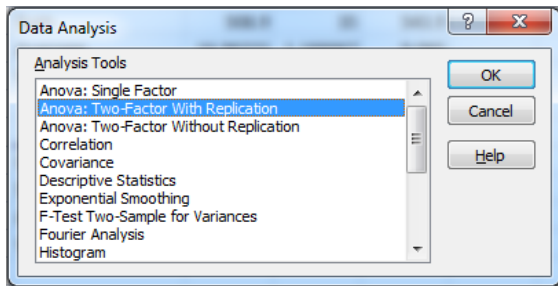 Data Analysis
?
X
Analysis Tools
Anova: Single Factor
Anova: Two-Factor With Replication
Anova: Two-Factor Without Replication
Correlation
Covariance
Descriptive Statistics
Exponential Smoothing
F-Test Two-Sample for Variances
Fourier Analysis
Histogram
OK
Cancel
Help